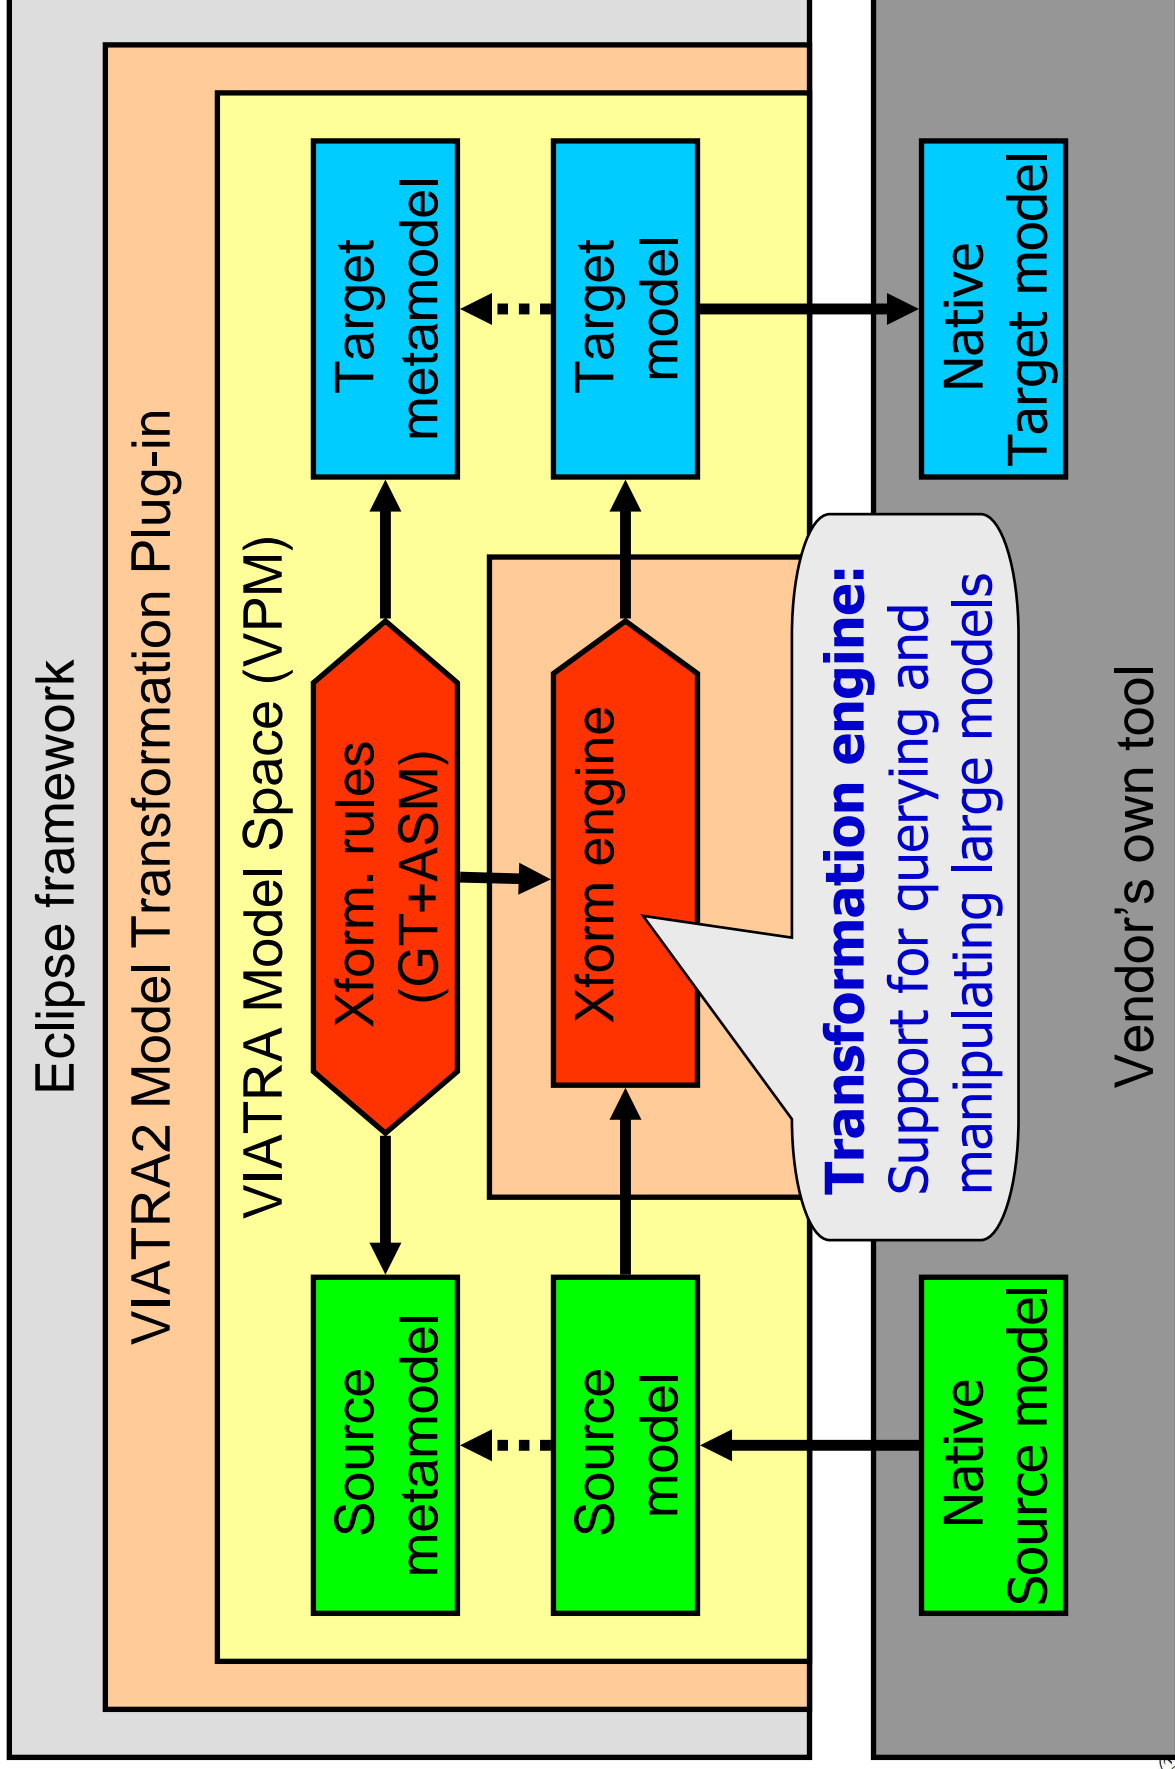 Eclipse framework
VIATRA2 Model Transformation Plug-in
VIATRA Model Space (VPM)
Source
metamodel
Xform. rules
(GT+ASM)
Target
metamodel
Source
model
Xform engine
Target
model
Transformation engine:
Support for querying and
manipulating large models
Native
Source model
Native
Target model
Vendor’s own tool